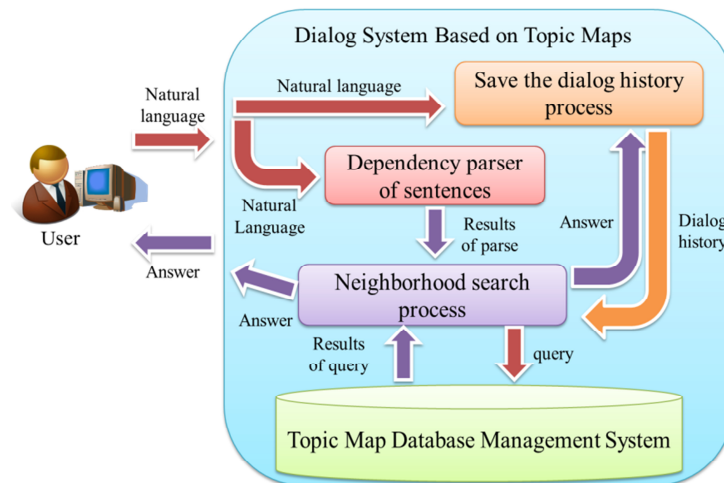 Dialog System Based on Topic Maps
Natural language
Save the dialog history
process
Natural
language
Dependency parser
of sentences
Natural
Language
User
Results
of parse
Answer
Dialog
history
Answer
Neighborhood search
process
Answer
Results
of query
query
Topic Map Database Management System